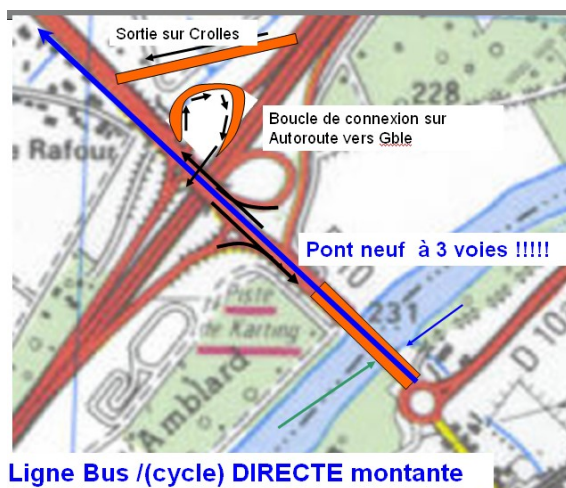 Sortie sur Crolles
228
Boucle de connexion sur
Autoroute vers Gble
Rafour
Pont neuf à 3 voies !!!!!
Piste
de Karting
231
D 10
l'Amblard
Ligne Bus /(cycle) DIRECTE montante